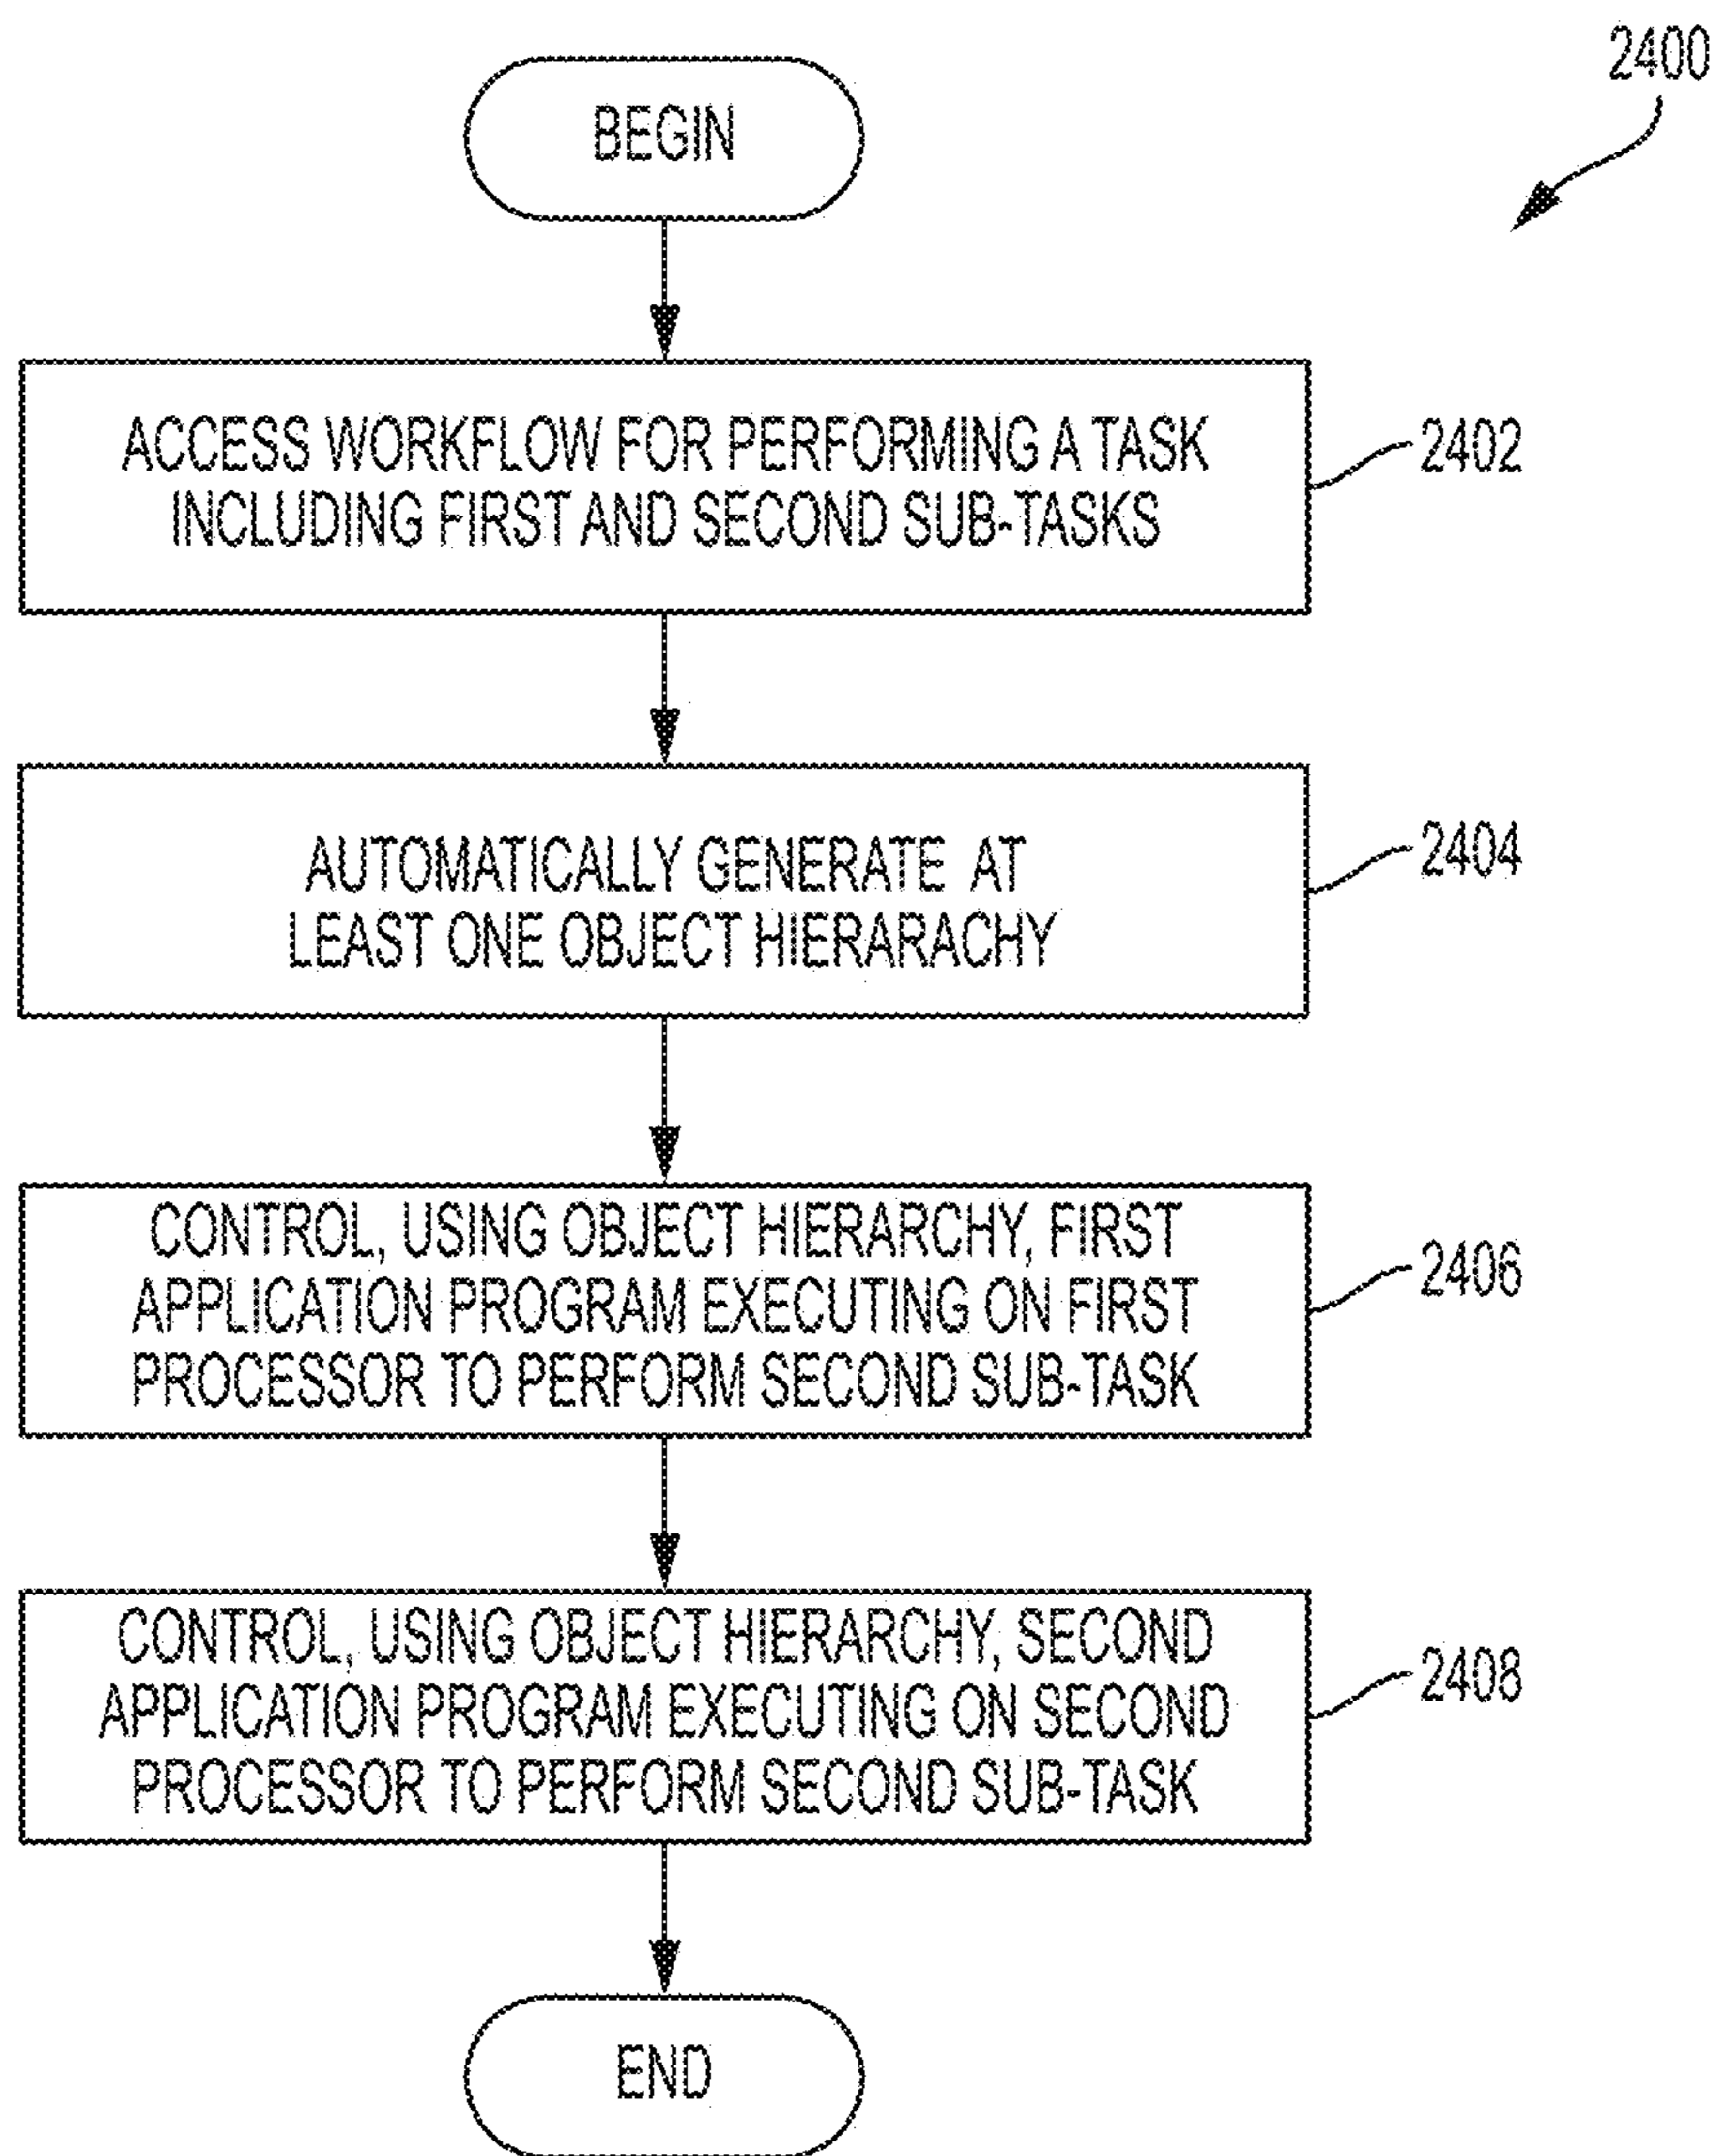 2400
BEGIN
ACCESS WORKFLOW FOR PERFORMING A TASK
INCLUDING FIRST AND SECOND SUB-TASKS
2402
AUTOMATICALLY GENERATE AT
LEAST ONE OBJECT HIERARACHY
2404
CONTROL, USING OBJECT HIERARCHY, FIRST
APPLICATION PROGRAM EXECUTING ON FIRST
PROCESSOR TO PERFORM SECOND SUB-TASK
2406
CONTROL, USING OBJECT HIERARCHY, SECOND
APPLICATION PROGRAM EXECUTING ON SECOND
PROCESSOR TO PERFORM SECOND SUB-TASK
2408
END